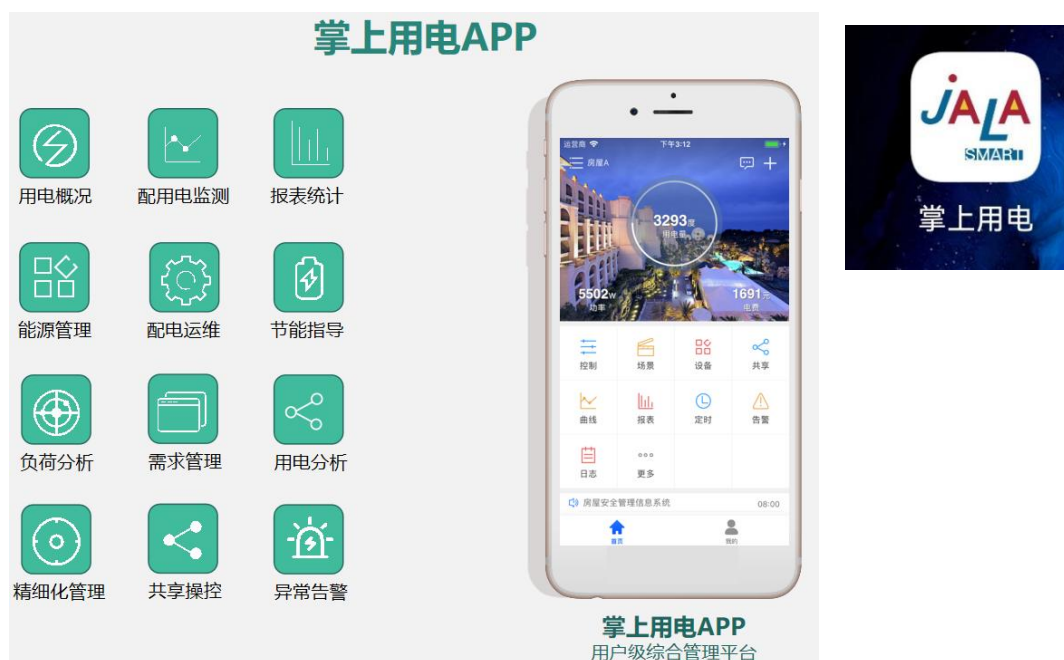 掌上用电APP
用电概况
配用电监测
报表统计
能源管理
配电运维
节能指导
负荷分析
需求管理
用电分析
精细化管理
共享操控
异常告警
运营商 下午3:12
房屋A
3293度
用电量
5502w
功率
1691元
电费
控制
场景
设备
共享
曲线
报表
定时
告警
日志
更多
房屋安全管理信息系统 08:00
首页
我的
掌上用电APP
用户级综合管理平台
JALA
SMART
掌上用电